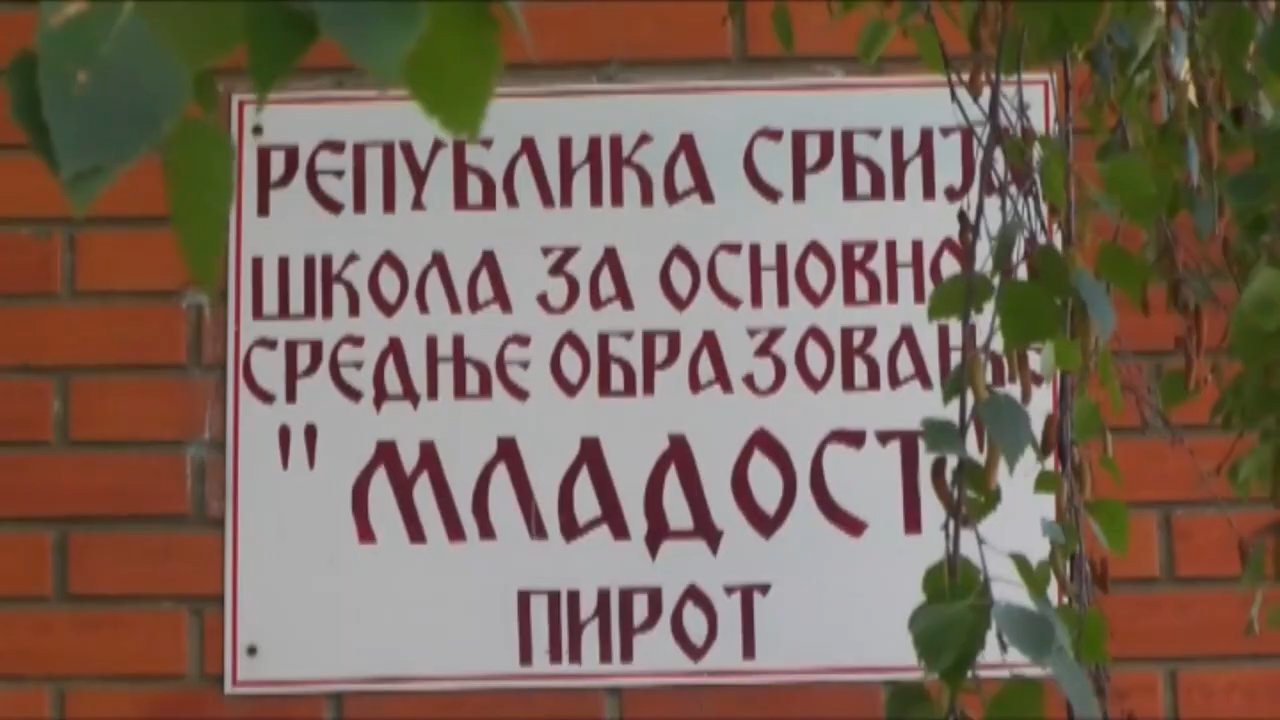 РЕПУБЛИКА СРБИЈА
ШКОЛА ЗА ОСНОВНО
СРЕДЊЕ ОБРАЗОВАЊЕ
"МЛАДОСТ"
ПИРОТ